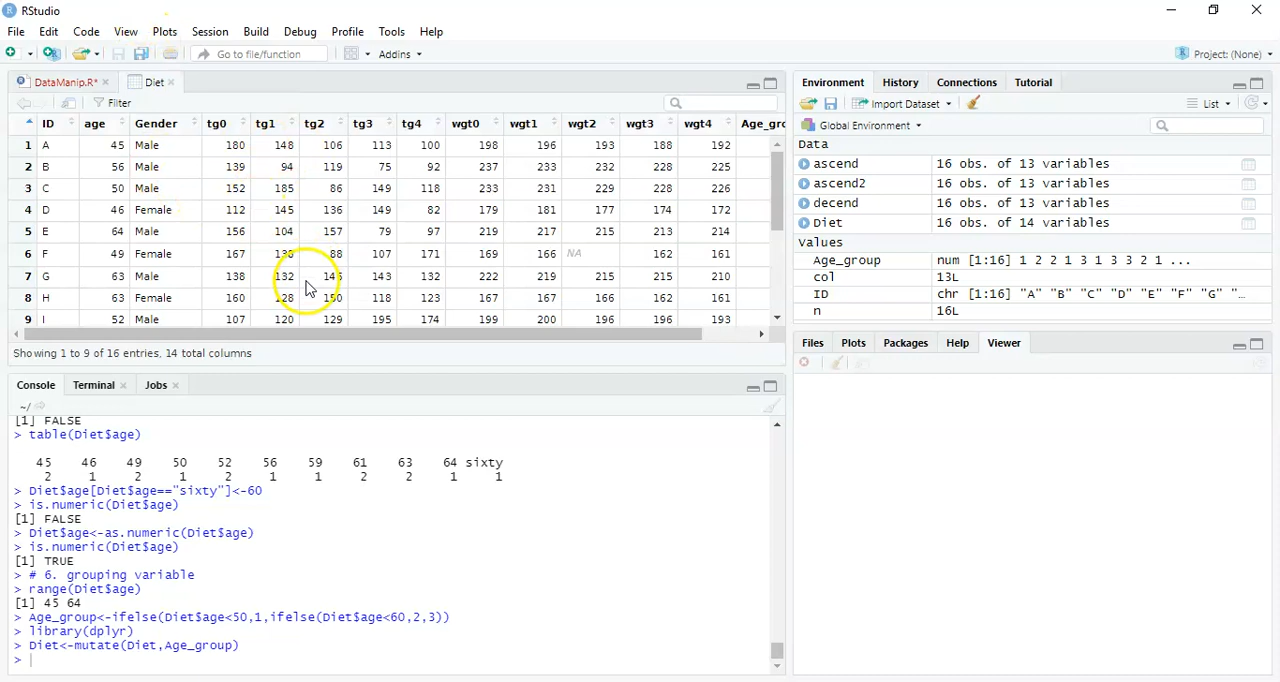 RStudio
File Edit Code View Plots Session Build Debug Profile Tools Help
Go to file/function Addins Project: (None)
DataManip.R* Diet
Filter
ID age Gender tg0 tg1 tg2 tg3 tg4 wgt0 wgt1 wgt2 wgt3 wgt4 Age_gro
1 A 45 Male 180 148 106 113 100 198 196 193 188 192
2 B 56 Male 139 94 119 75 92 237 233 232 228 225
3 C 50 Male 152 185 86 149 118 233 231 229 228 226
4 D 46 Female 112 145 136 149 82 179 181 177 174 172
5 E 64 Male 156 104 157 79 97 219 217 215 213 214
6 F 49 Female 167 88 107 171 169 166 NA 162 161
7 G 63 Male 138 132 143 132 222 219 215 215 210
8 H 63 Female 160 128 150 118 123 167 167 166 162 161
9 I 52 Male 107 120 129 195 174 199 200 196 196 193
Showing 1 to 9 of 16 entries, 14 total columns
Console Terminal Jobs
~/
[1] FALSE
> table(Diet$age)
45 46 49 50 52 56 59 61 63 64 sixty
2 1 2 1 2 1 1 2 2 1 1
> Diet$age[Diet$age=="sixty"]<-60
> is.numeric(Diet$age)
[1] FALSE
> Diet$age<-as.numeric(Diet$age)
> is.numeric(Diet$age)
[1] TRUE
> # 6. grouping variable
> range(Diet$age)
[1] 45 64
> Age_group<-ifelse(Diet$age<50,1,ifelse(Diet$age<60,2,3))
> library(dplyr)
> Diet<-mutate(Diet,Age_group)
>
Environment History Connections Tutorial
Import Dataset List
Global Environment
Data
ascend 16 obs. of 13 variables
ascend2 16 obs. of 13 variables
decend 16 obs. of 13 variables
Diet 16 obs. of 14 variables
Values
Age_group num [1:16] 1 2 2 1 3 1 3 3 2 1 ...
col 13L
ID chr [1:16] "A" "B" "C" "D" "E" "F" "G" "…
n 16L
Files Plots Packages Help Viewer